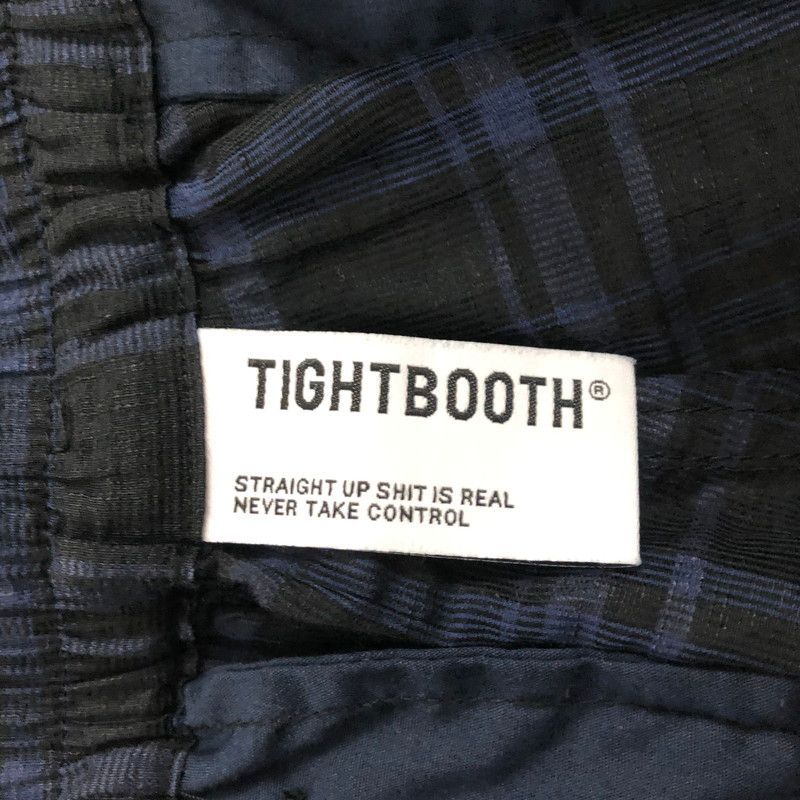 TIGHTBOOTH®
STRAIGHT UP SHIT IS REAL
NEVER TAKE CONTROL